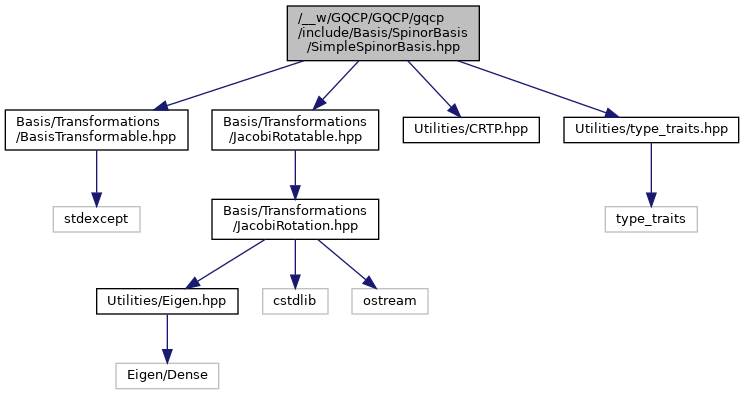 /__w/GQCP/GQCP/gqcp
/include/Basis/SpinorBasis
/SimpleSpinorBasis.hpp
Basis/Transformations
/BasisTransformable.hpp
Basis/Transformations
/JacobiRotatable.hpp
Utilities/CRTP.hpp
Utilities/type_traits.hpp
stdexcept
Basis/Transformations
/JacobiRotation.hpp
type_traits
Utilities/Eigen.hpp
cstdlib
ostream
Eigen/Dense